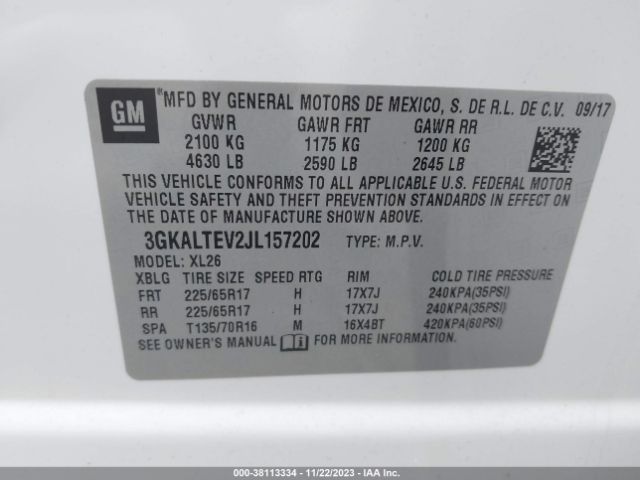 GM
®MFD BY GENERAL MOTORS DE MEXICO, S. DE R.L. DE C.V. 09/17
GVWR GAWR FRT GAWR RR
2100 KG 1175 KG 1200 KG
4630 LB 2590 LB 2645 LB
THIS VEHICLE CONFORMS TO ALL APPLICABLE U.S. FEDERAL MOTOR
VEHICLE SAFETY AND THEFT PREVENTION STANDARDS IN EFFECT ON
THE DATE OF MANUFACTURE SHOWN ABOVE.
3GKALTEV2JL157202 TYPE: M.P.V.
MODEL: XL26
XBLG TIRE SIZE SPEED RTG RIM COLD TIRE PRESSURE
FRT 225/65R17 H 17X7J 240KPA(35PSI)
RR 225/65R17 H 17X7J 240KPA(35PSI)
SPA T135/70R16 M 16X4BT 420KPA(60PSI)
SEE OWNER'S MANUAL FOR MORE INFORMATION.
000-38113334 - 11/22/2023 - IAAI.com